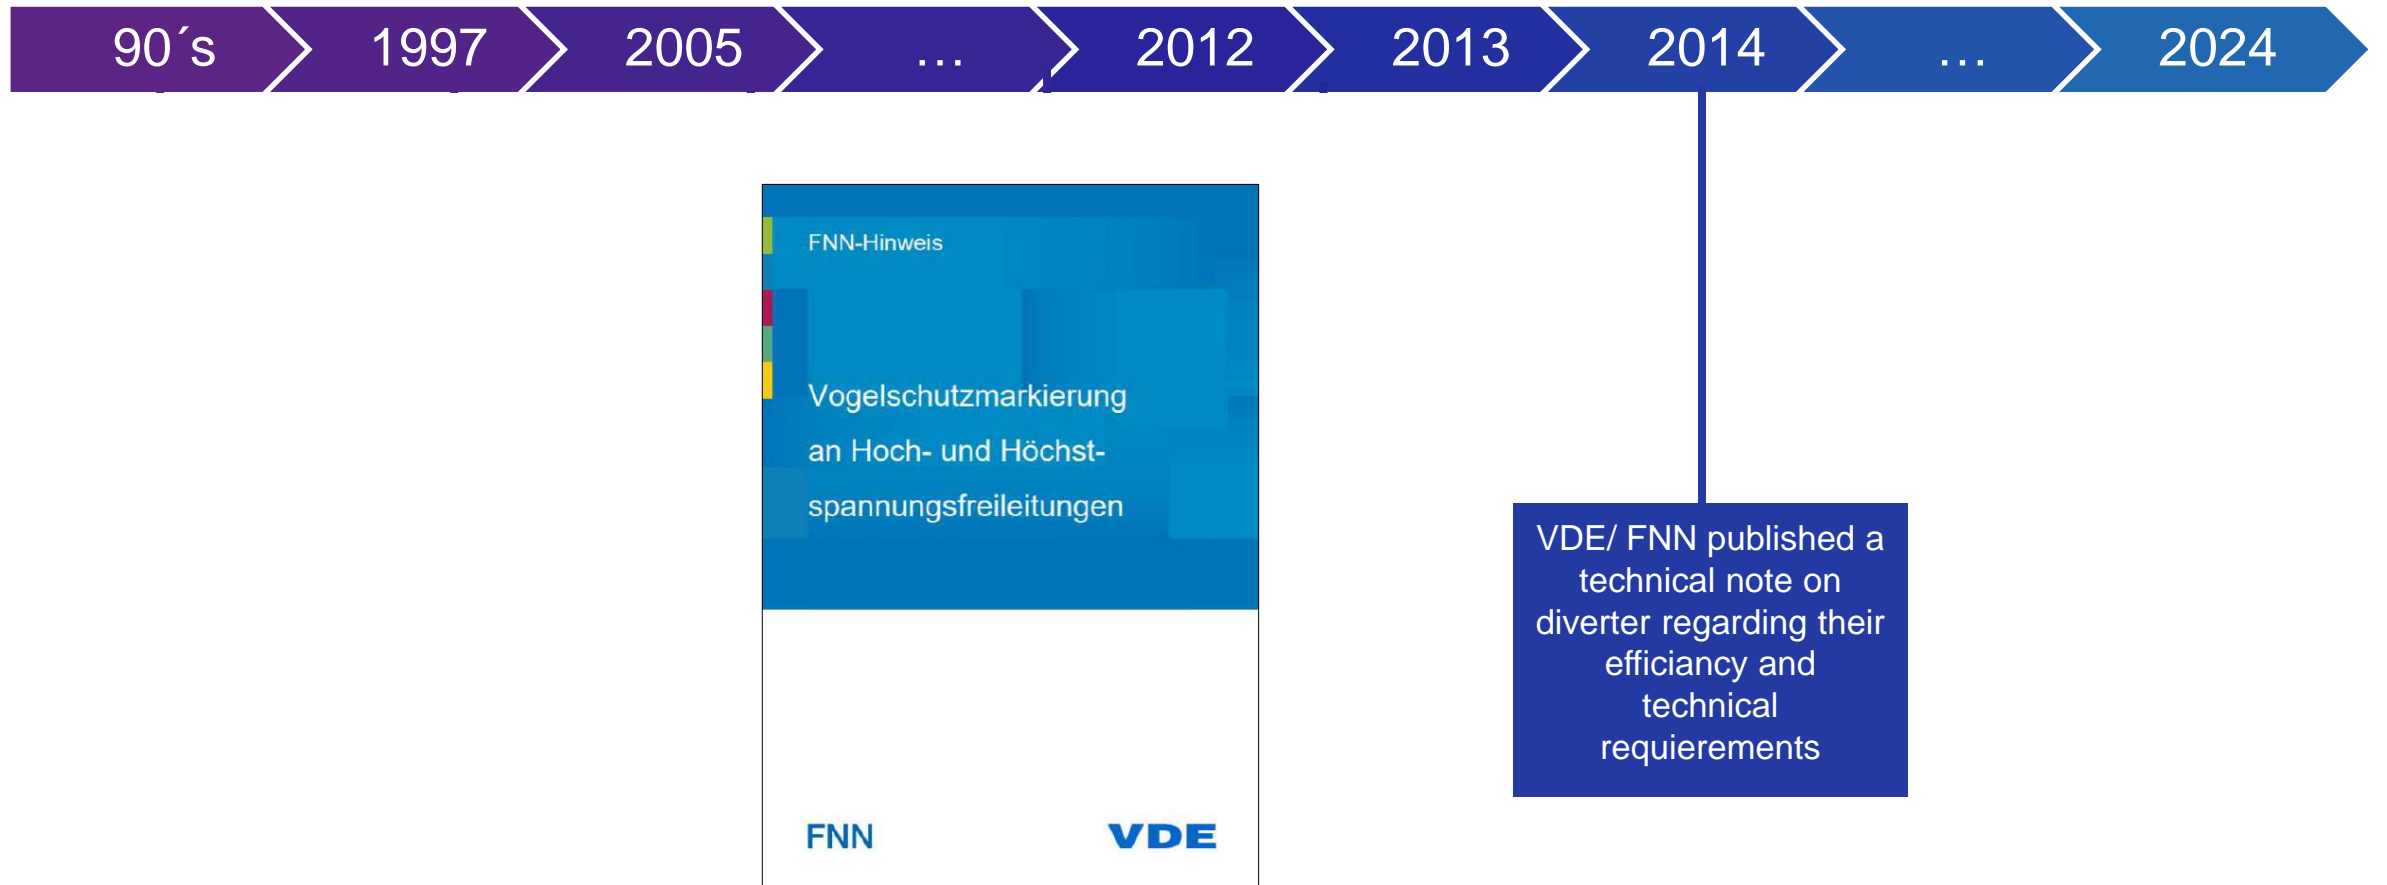 90´s 1997 2005 … 2012 2013 2014 … 2024
FNN-Hinweis
Vogelschutzmarkierung
an Hoch- und Höchst-
spannungsfreileitungen
FNN VDE
VDE/ FNN published a
technical note on
diverter regarding their
efficiancy and
technical
requierements